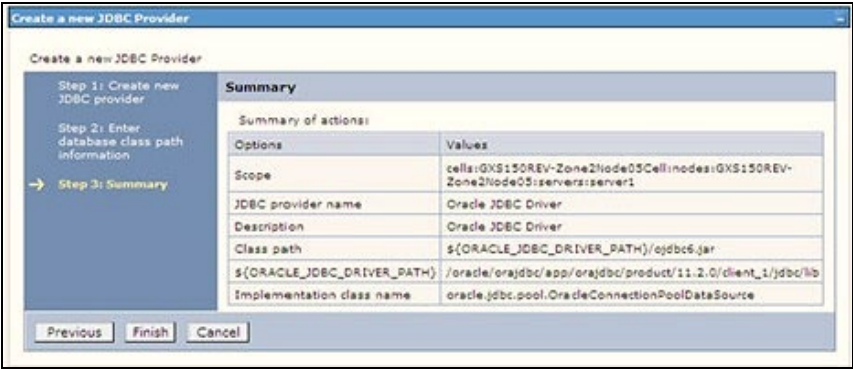 Create a new JDBC Provider
Create a new JDBC Provider
Step 1: Create new
JDBC provider
Step 2: Enter
database class path
information
Step 3: Summary
Summary
Summary of actions:
Options Values
Scope cells:GXS150REV-Zone2Node05Cell:nodes:GXS150REV-
Zone2Node05:servers:server1
JDBC provider name Oracle JDBC Driver
Description Oracle JDBC Driver
Class path ${ORACLE_JDBC_DRIVER_PATH}/ojdbc6.jar
${ORACLE_JDBC_DRIVER_PATH} /oracle/orajdbc/app/orajdbc/product/11.2.0/client_1/jdbc/lib
Implementation class name oracle.jdbc.pool.OracleConnectionPoolDataSource
Previous Finish Cancel